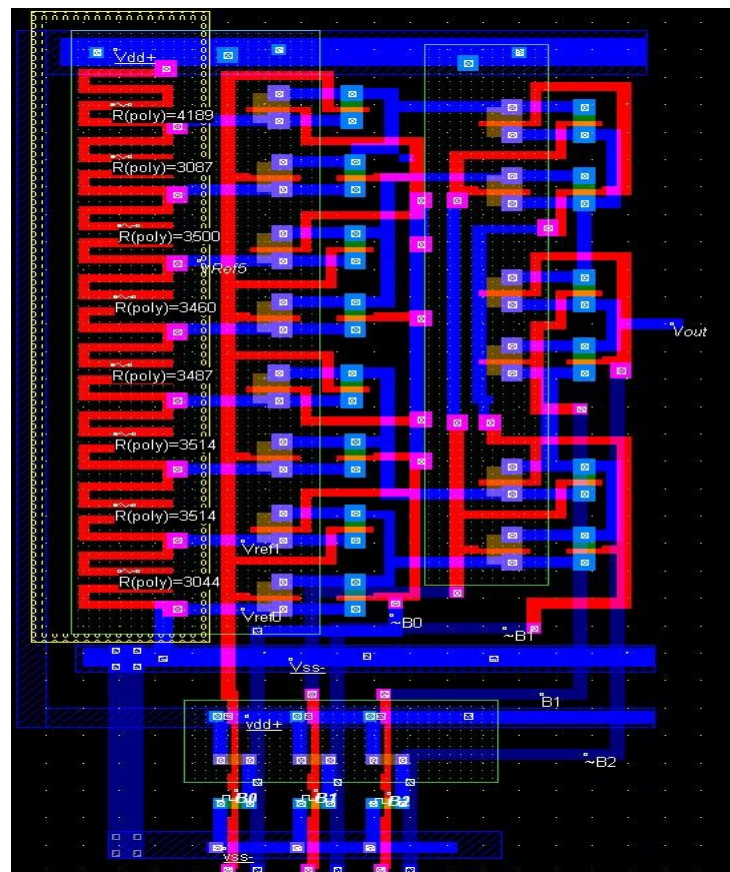 Vdd+
R(poly)=4189
R(poly)=3087
R(poly)=3500
VRef5
R(poly)=3460
Vout
R(poly)=3487
R(poly)=3514
R(poly)=3514
Vref1
R(poly)=3044
Vref0
~B0
~B1
Vss-
B1
vdd+
~B2
B0
B1
B2
vss-